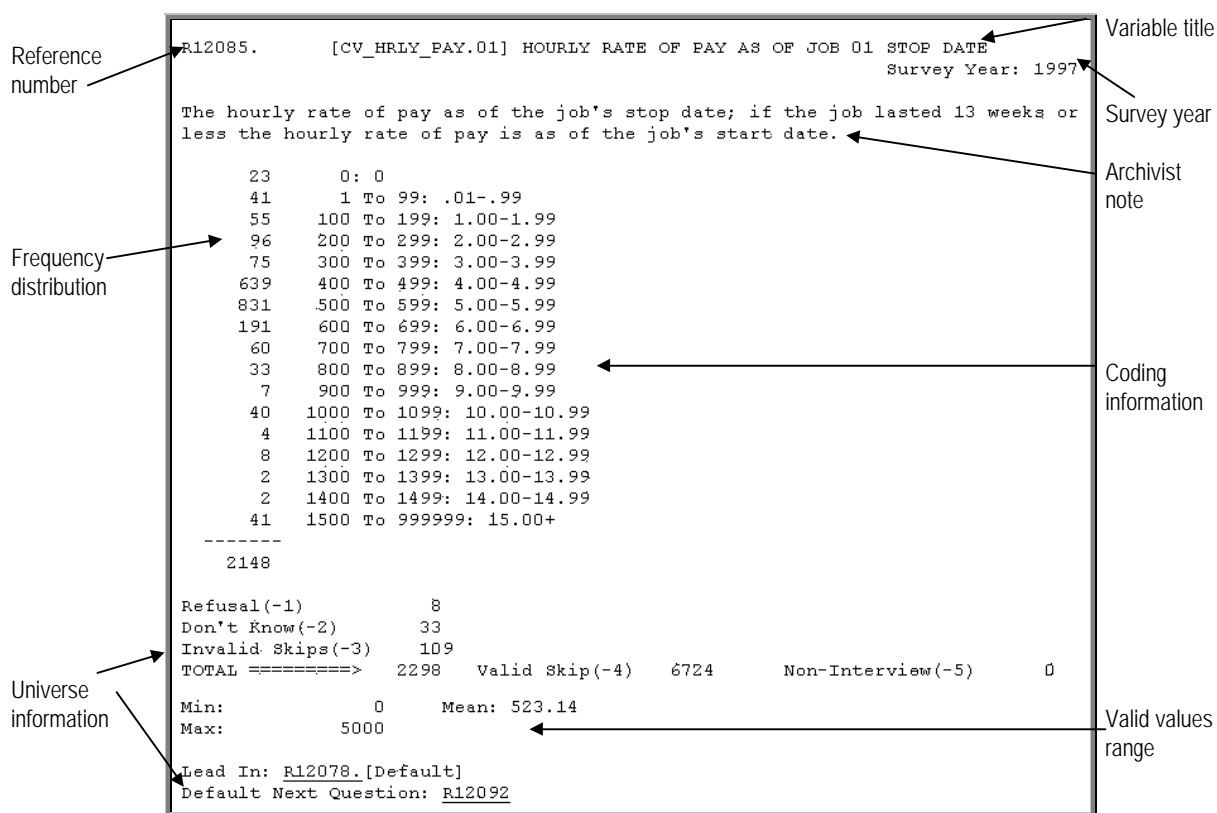 R12085. [CV_HRLY_PAY.01] HOURLY RATE OF PAY AS OF JOB 01 STOP DATE
Survey Year: 1997
The hourly rate of pay as of the job's stop date; if the job lasted 13 weeks or
less the hourly rate of pay is as of the job's start date.
23 0: 0
41 1 To 99: .01-.99
55 100 To 199: 1.00-1.99
96 200 To 299: 2.00-2.99
75 300 To 399: 3.00-3.99
639 400 To 499: 4.00-4.99
831 500 To 599: 5.00-5.99
191 600 To 699: 6.00-6.99
60 700 To 799: 7.00-7.99
33 800 To 899: 8.00-8.99
7 900 To 999: 9.00-9.99
40 1000 To 1099: 10.00-10.99
4 1100 To 1199: 11.00-11.99
8 1200 To 1299: 12.00-12.99
2 1300 To 1399: 13.00-13.99
2 1400 To 1499: 14.00-14.99
41 1500 To 999999: 15.00+
-------
2148
Refusal(-1) 8
Don't Know(-2) 33
Invalid Skips(-3) 109
TOTAL =========> 2298 Valid Skip(-4) 6724 Non-Interview(-5) 0
Min: 0 Mean: 523.14
Max: 5000
Lead In: R12078.[Default]
Default Next Question: R12092
Reference
number
Frequency
distribution
Universe
information
Variable title
Survey year
Archivist
note
Coding
information
Valid values
range